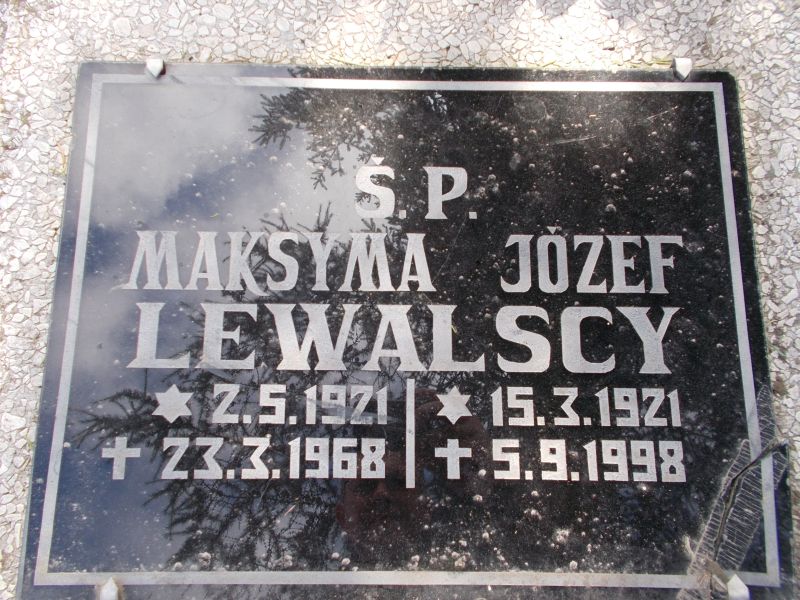 Ś.P.
MAKSYMA JÓZEF
LEWALSCY
2.5.1921 15.3.1921
23.3.1968 5.9.1998